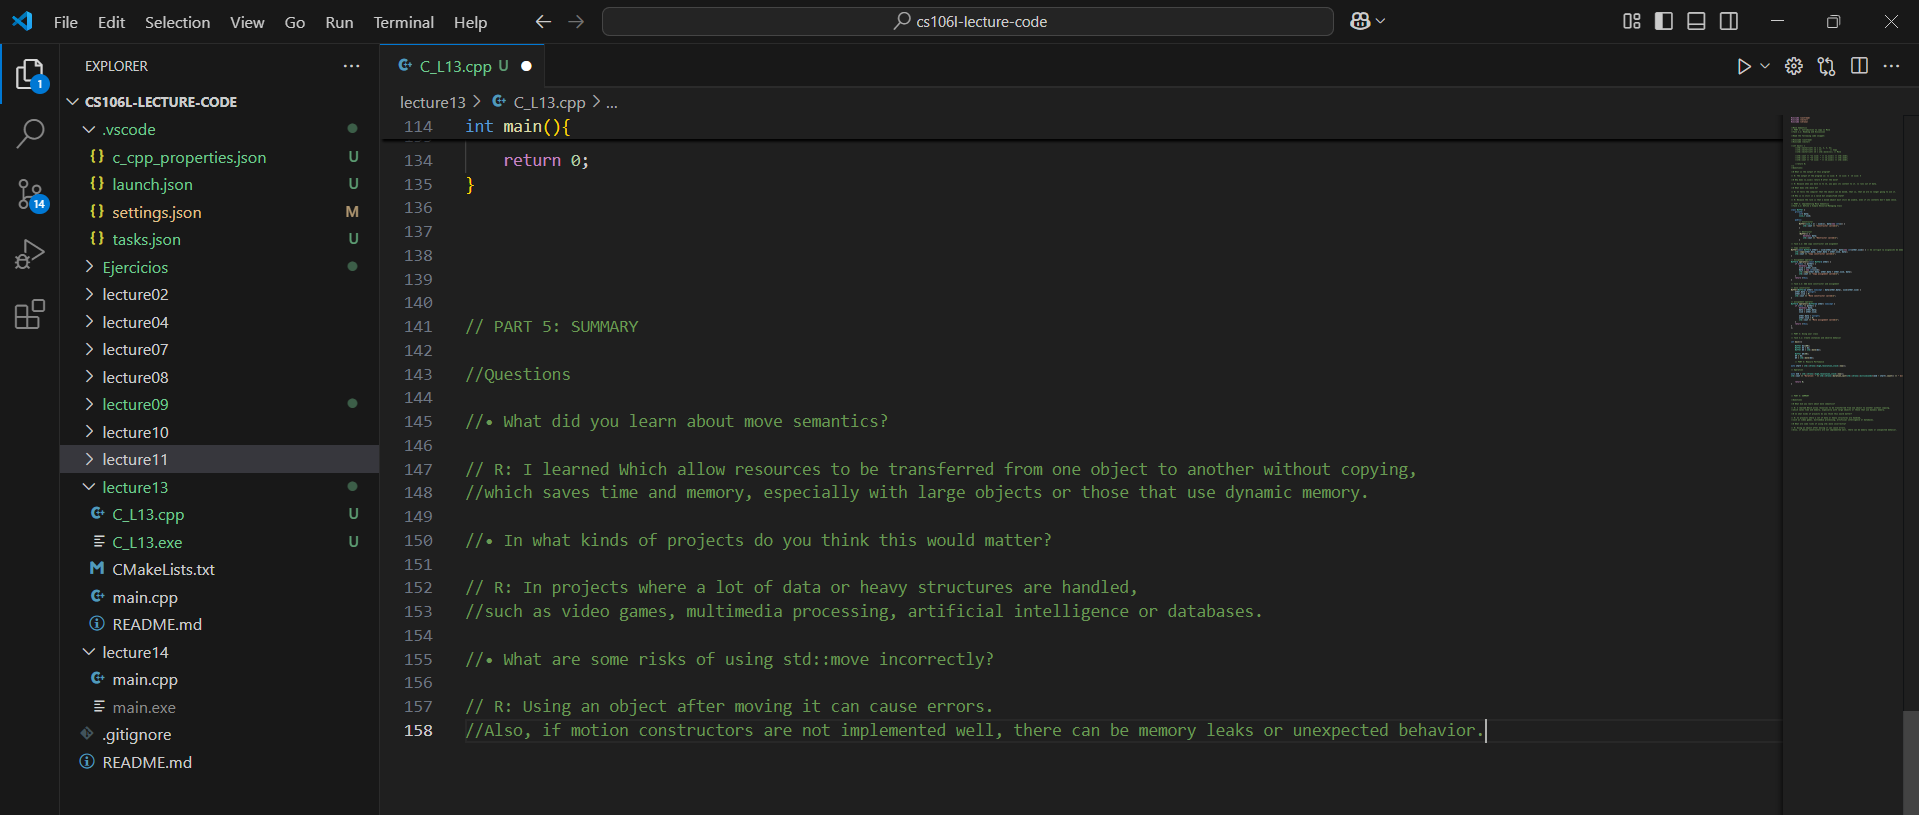 File Edit Selection View Go Run Terminal Help
cs106l-lecture-code
EXPLORER
CS106L-LECTURE-CODE
.vscode
c_cpp_properties.json U
launch.json U
settings.json M
tasks.json U
Ejercicios
lecture02
lecture04
lecture07
lecture08
lecture09
lecture10
lecture11
lecture13
C_L13.cpp U
C_L13.exe U
CMakeLists.txt
main.cpp
README.md
lecture14
main.cpp
main.exe
.gitignore
README.md
1
14
C_L13.cpp U
lecture13 > C_L13.cpp > ...
114 int main(){
134 return 0;
135 }
136
137
138
139
140
141 // PART 5: SUMMARY
142
143 //Questions
144
145 //• What did you learn about move semantics?
146
147 // R: I learned Which allow resources to be transferred from one object to another without copying,
148 //which saves time and memory, especially with large objects or those that use dynamic memory.
149
150 //• In what kinds of projects do you think this would matter?
151
152 // R: In projects where a lot of data or heavy structures are handled,
153 //such as video games, multimedia processing, artificial intelligence or databases.
154
155 //• What are some risks of using std::move incorrectly?
156
157 // R: Using an object after moving it can cause errors.
158 //Also, if motion constructors are not implemented well, there can be memory leaks or unexpected behavior.